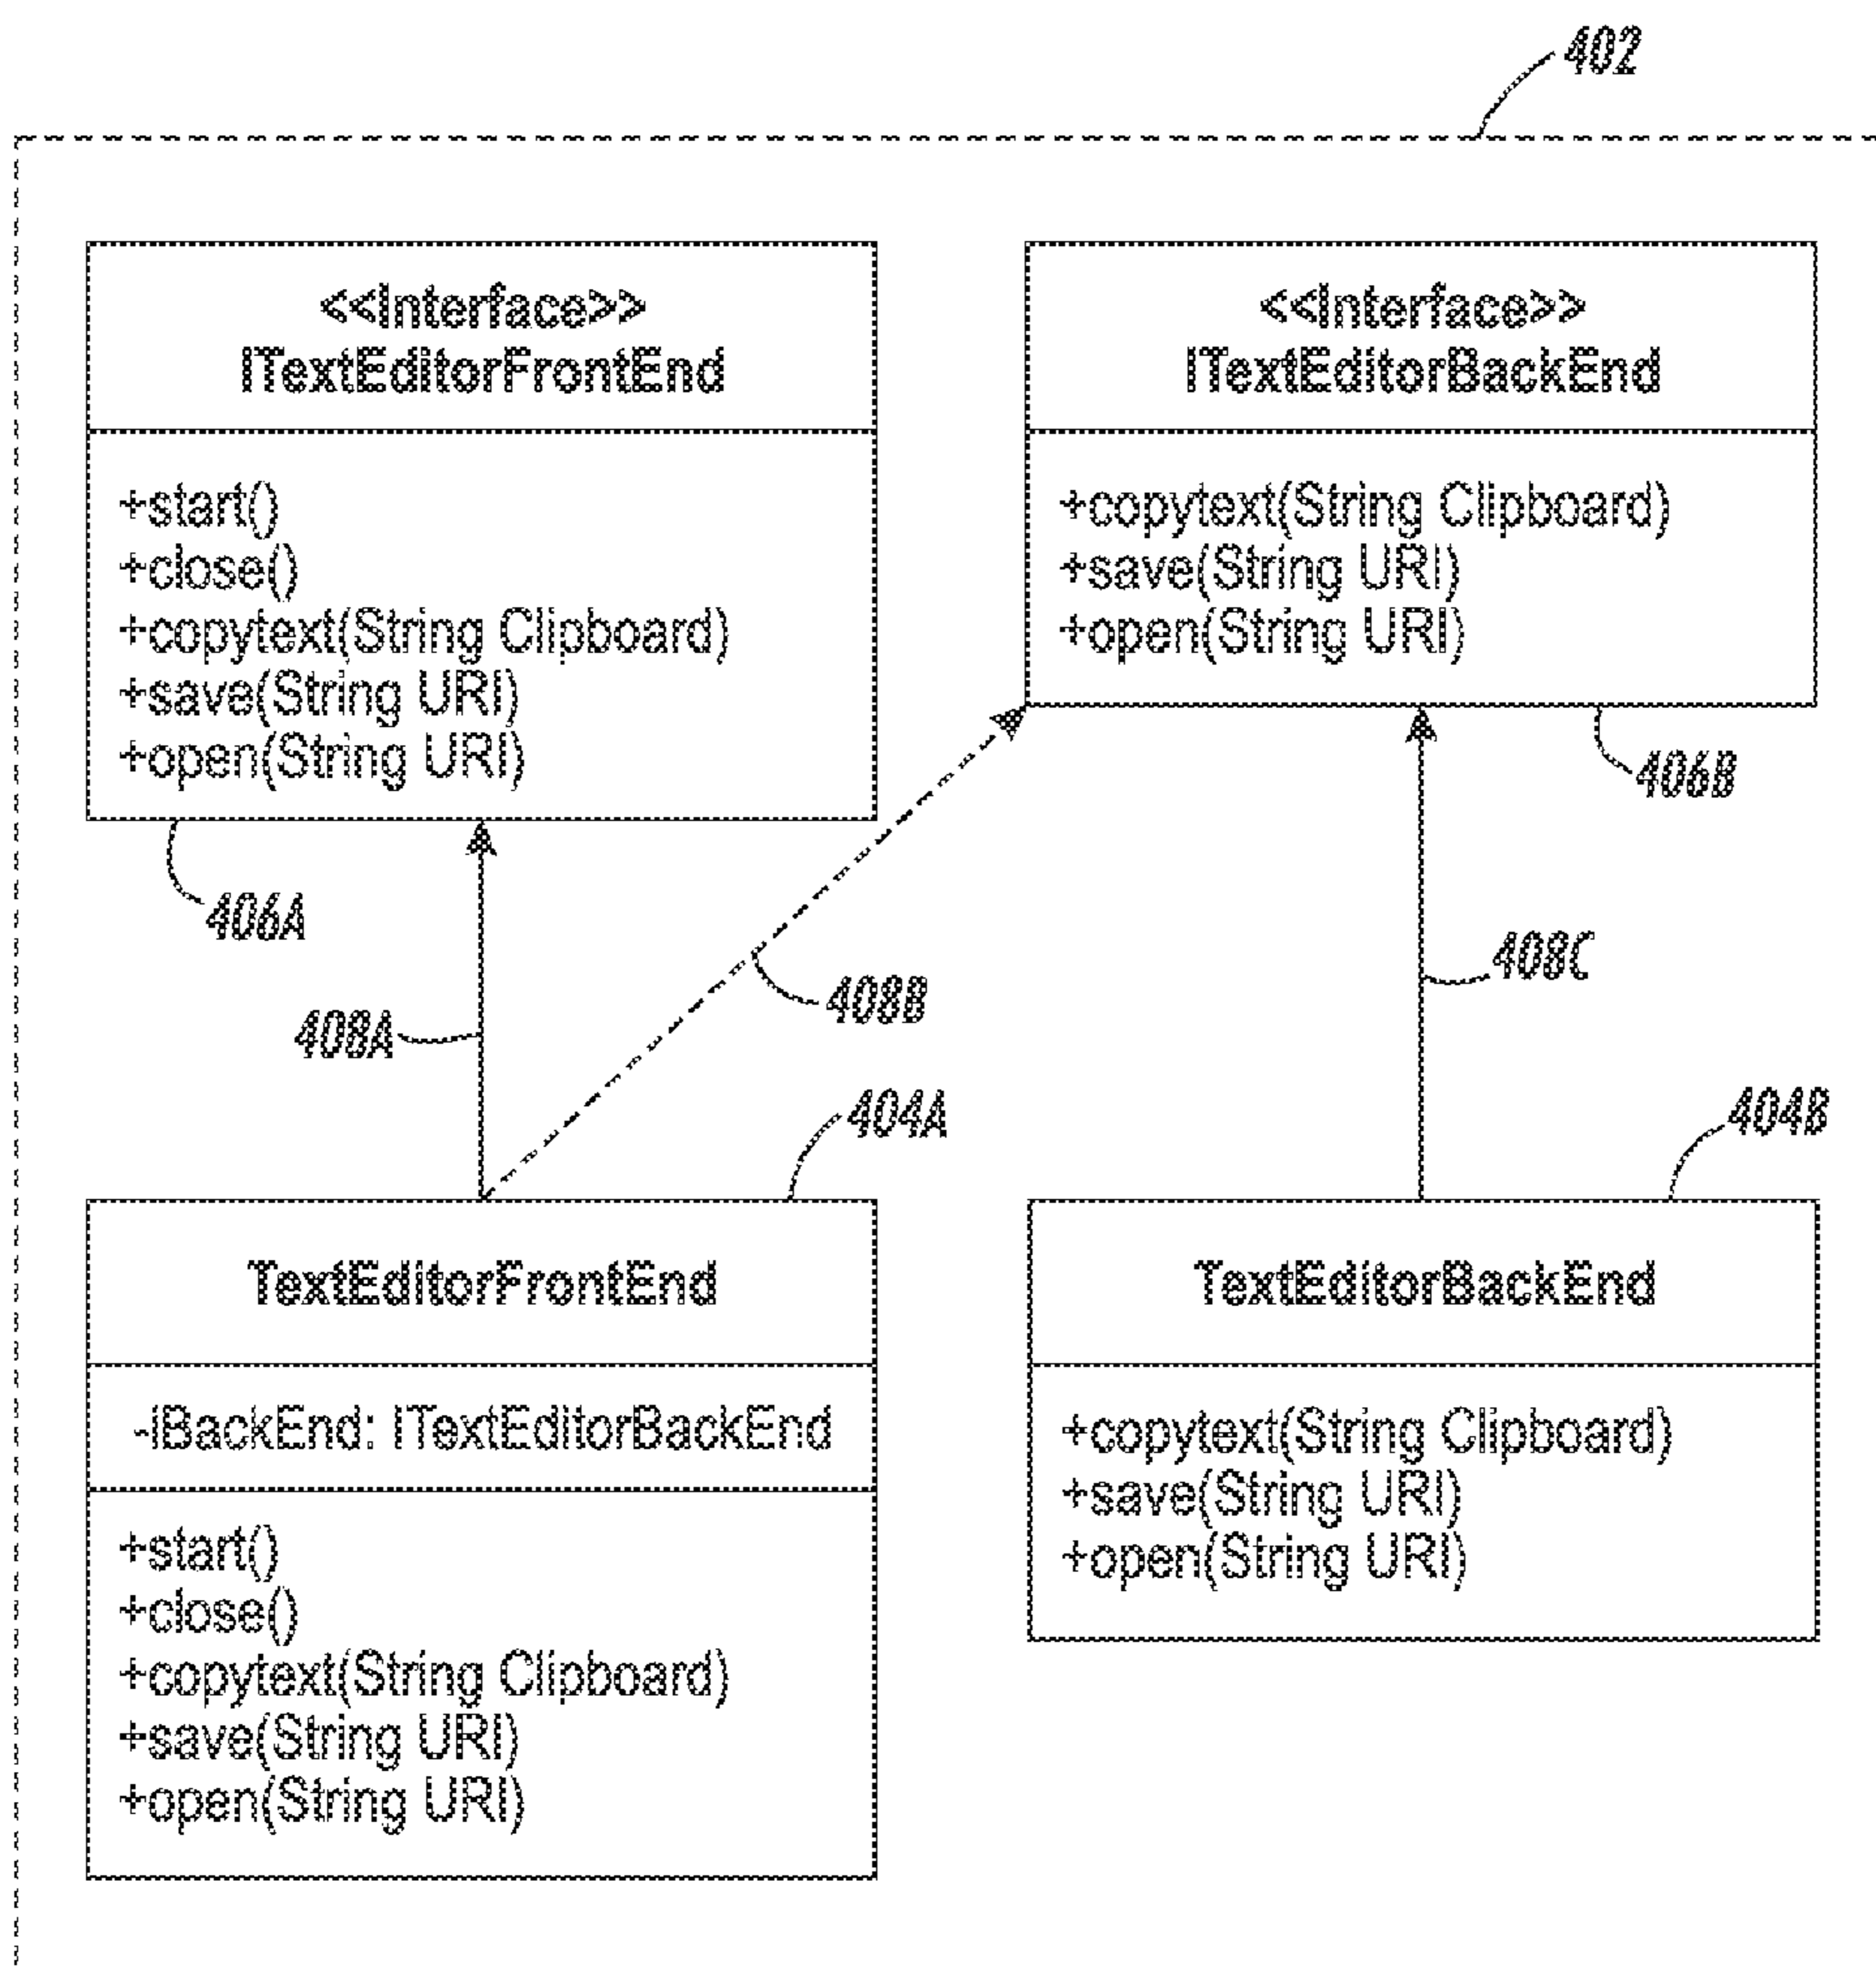 402
<<Interface>>
ITextEditorFrontEnd
+start()
+close()
+copytext(String Clipboard)
+save(String URI)
+open(String URI)
406A
<<Interface>>
ITextEditorBackEnd
+copytext(String Clipboard)
+save(String URI)
+open(String URI)
406B
408A
408B
408C
404A
TextEditorFrontEnd
-iBackEnd: ITextEditorBackEnd
+start()
+close()
+copytext(String Clipboard)
+save(String URI)
+open(String URI)
404B
TextEditorBackEnd
+copytext(String Clipboard)
+save(String URI)
+open(String URI)